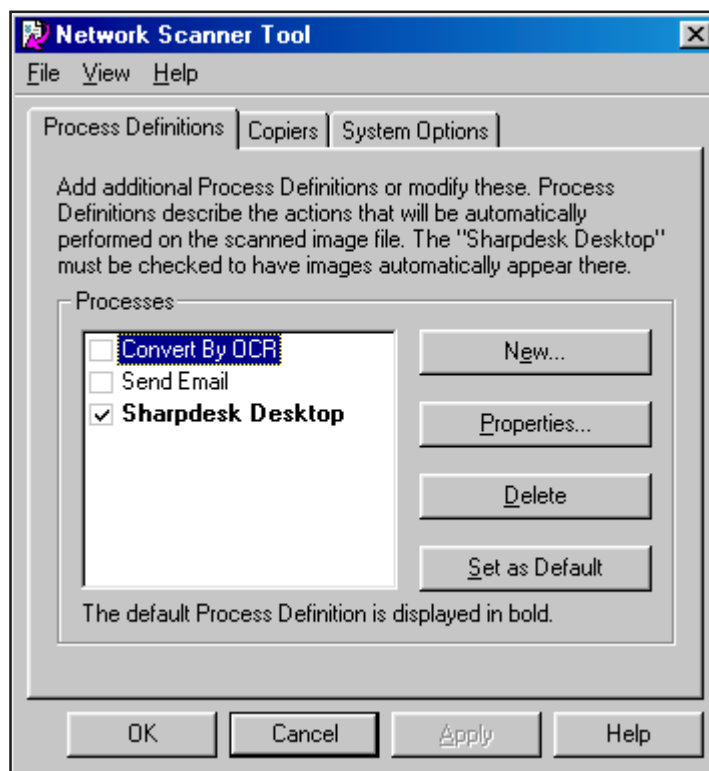 Network Scanner Tool
File View Help
Process Definitions Copiers System Options
Add additional Process Definitions or modify these. Process
Definitions describe the actions that will be automatically
performed on the scanned image file. The "Sharpdesk Desktop"
must be checked to have images automatically appear there.
Processes
Convert By OCR
Send Email
Sharpdesk Desktop
New...
Properties...
Delete
Set as Default
The default Process Definition is displayed in bold.
OK Cancel Apply Help